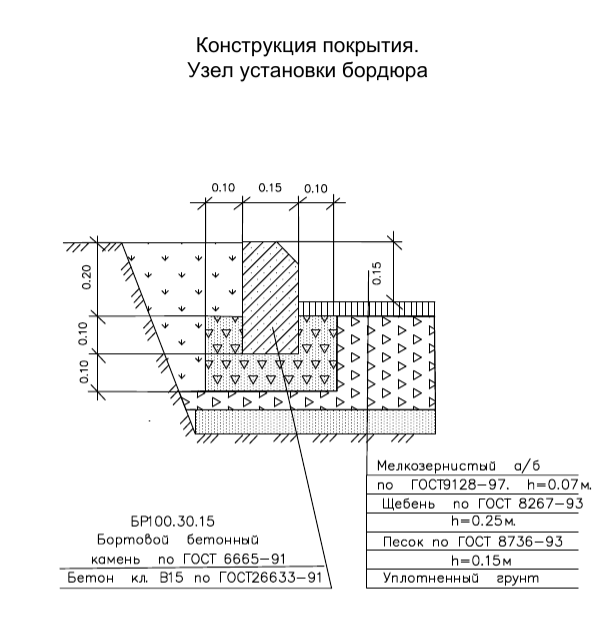 Конструкция покрытия.
Узел установки бордюра
0.10 0.15 0.10
0.20
0.15
0.10
0.10
Мелкозернистый а/б
по ГОСТ9128-97. h=0.07м.
Щебень по ГОСТ 8267-93
h=0.25м.
Песок по ГОСТ 8736-93
h=0.15м
Уплотненный грунт
БР100.30.15
Бортовой бетонный
камень по ГОСТ 6665-91
Бетон кл. В15 по ГОСТ26633-91